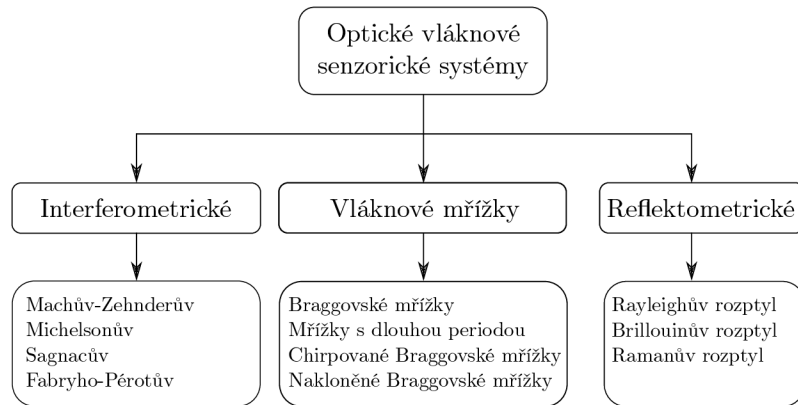 Optické vláknové
senzorické systémy
Interferometrické
Vláknové mřížky
Reflektometrické
Machův-Zehnderův
Michelsonův
Sagnacův
Fabryho-Pérotův
Braggovské mřížky
Mřížky s dlouhou periodou
Chirpované Braggovské mřížky
Nakloněné Braggovské mřížky
Rayleighův rozptyl
Brillouinův rozptyl
Ramanův rozptyl